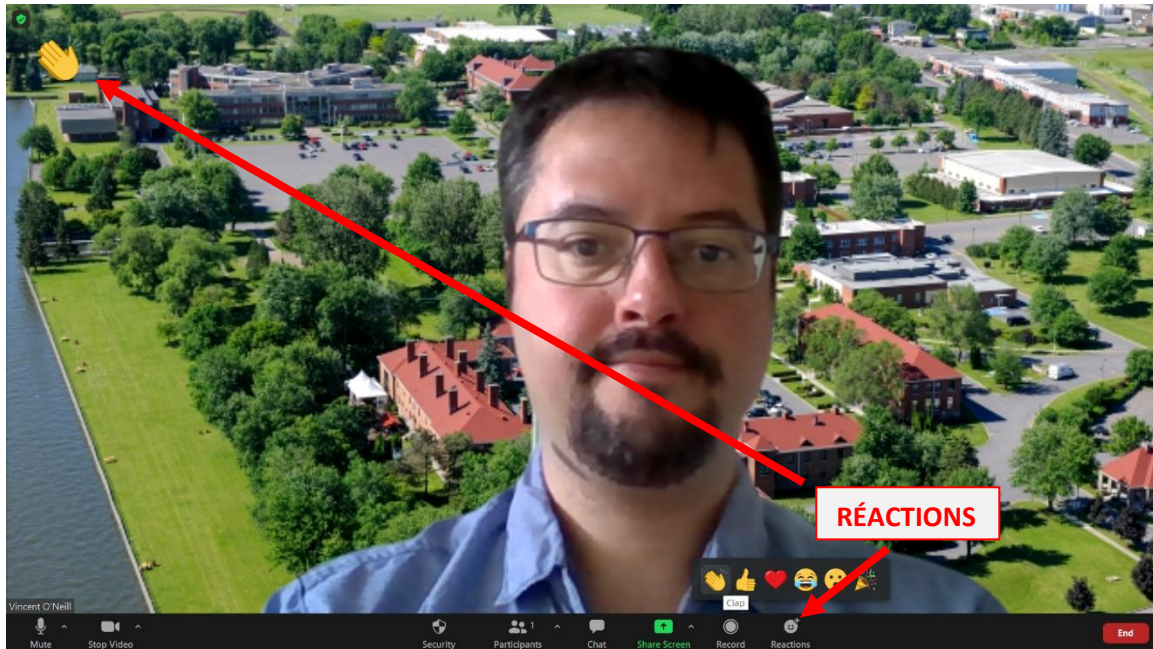 RÉACTIONS
Clap
Vincent O'Neill
Mute Stop Video Security Participants 1 Chat Share Screen Record Reactions End